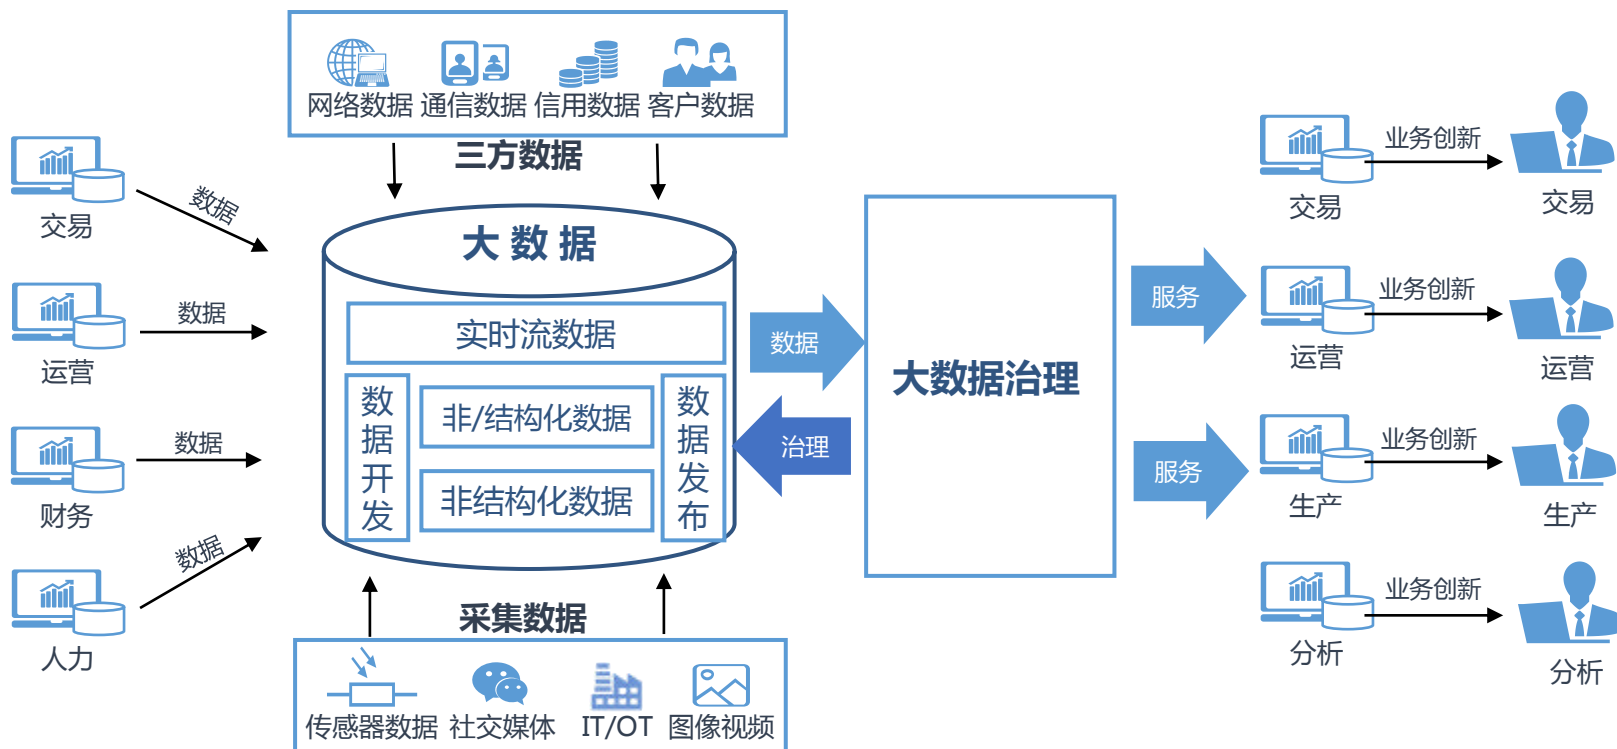 网络数据 通信数据 信用数据 客户数据
三方数据
交易
数据
运营
数据
财务
数据
人力
数据
大 数 据
实时流数据
数据开发
非/结构化数据
非结构化数据
数据发布
采集数据
传感器数据 社交媒体 IT/OT 图像视频
数据
治理
大数据治理
服务
服务
交易
业务创新
交易
运营
业务创新
运营
生产
业务创新
生产
分析
业务创新
分析